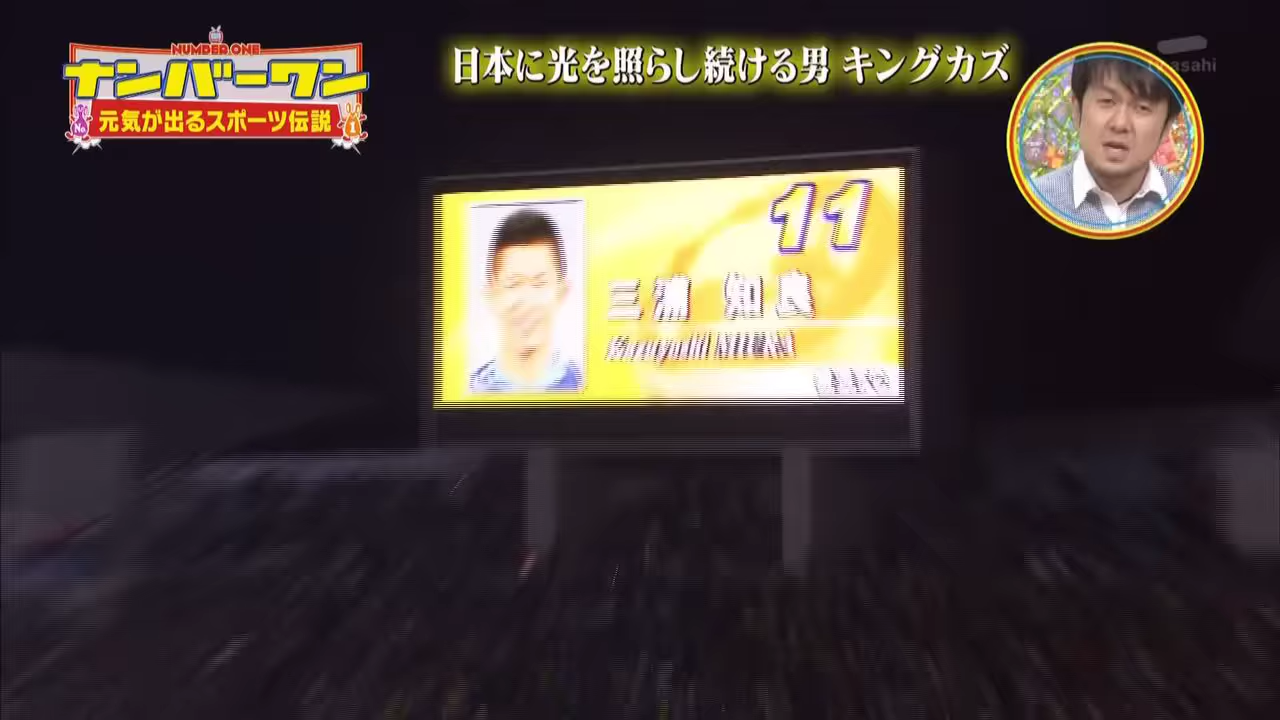 NUMBER ONE
ナンバーワン
元気が出るスポーツ伝説
No
1
日本に光を照らし続ける男 キングカズ
11
三浦 知良